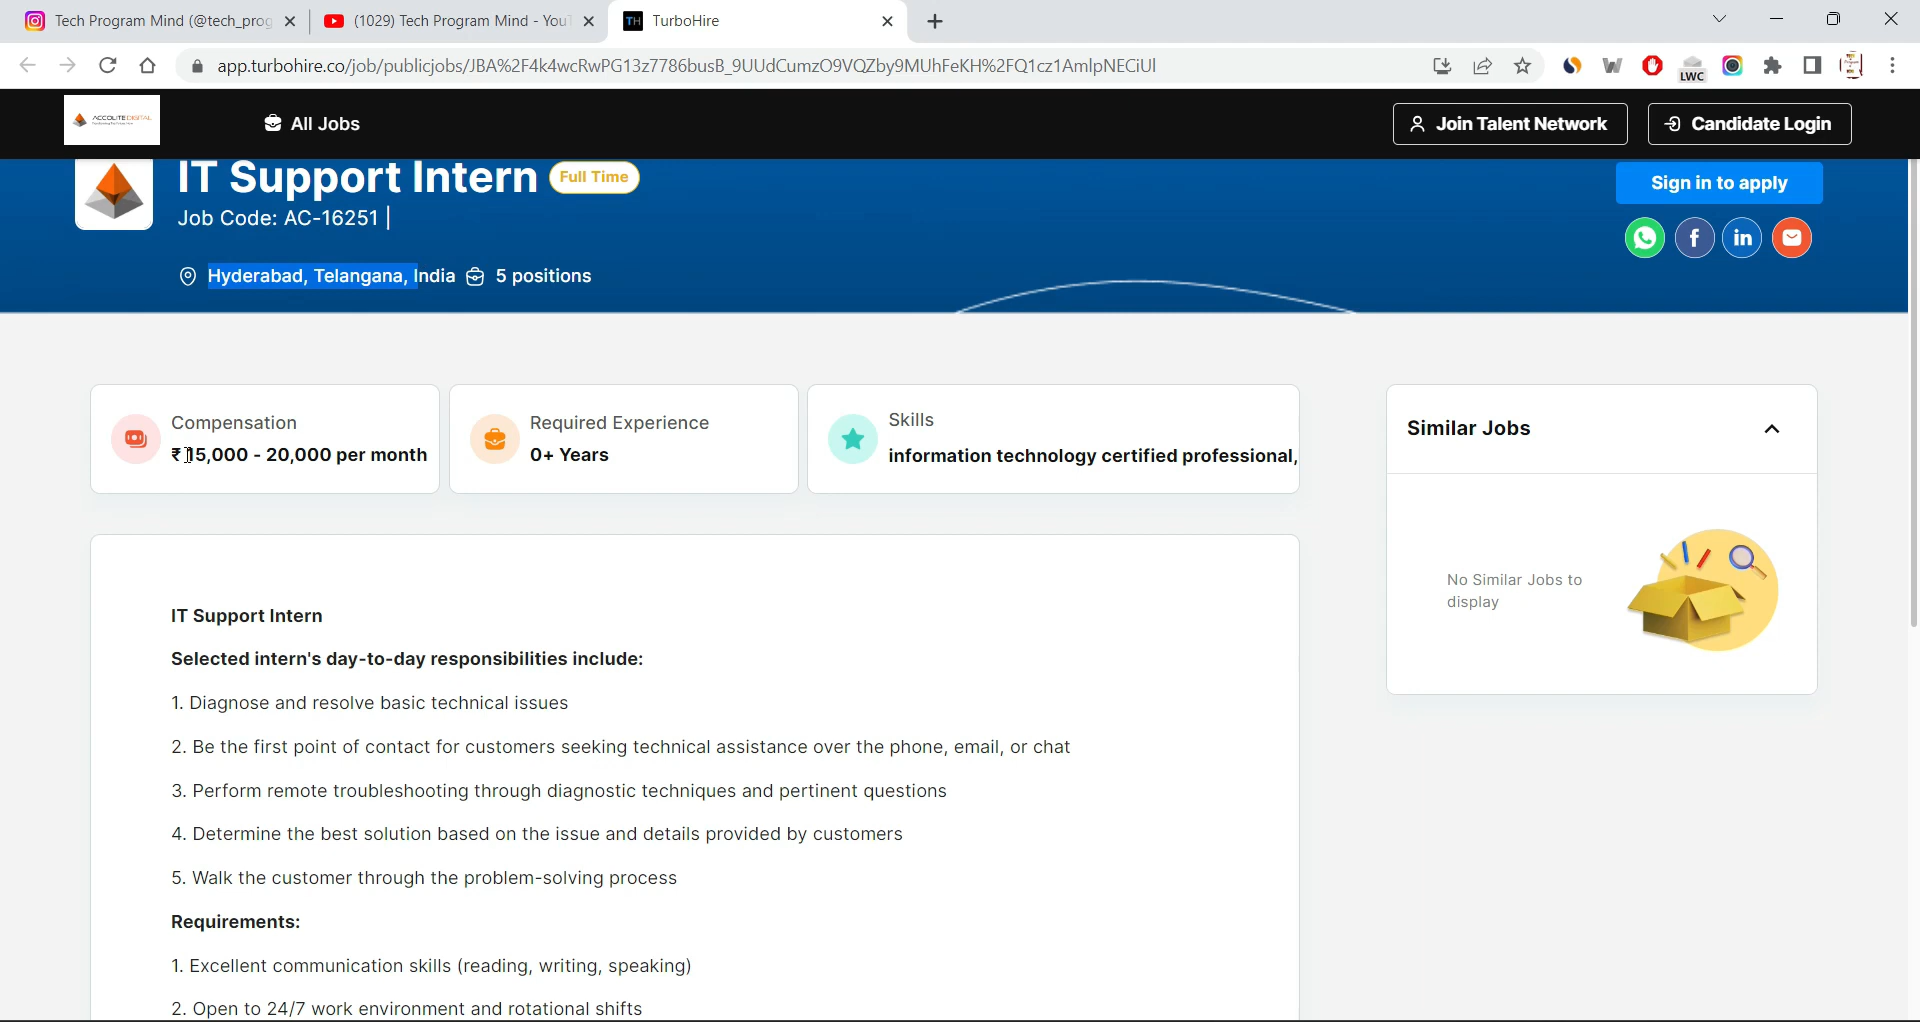 Tech Program Mind (@tech_prog
(1029) Tech Program Mind - You
TurboHire
app.turbohire.co/job/publicjobs/JBA%2F4k4wcRwPG13z7786busB_9UUdCumzO9VQZby9MUhFeKH%2FQ1cz1AmlpNECiUl
LWC
ACCOLITE DIGITAL
All Jobs
Join Talent Network
Candidate Login
IT Support Intern
Full Time
Sign in to apply
Job Code: AC-16251 |
Hyderabad, Telangana, India
5 positions
Compensation
₹ 15,000 - 20,000 per month
Required Experience
0+ Years
Skills
information technology certified professional,
Similar Jobs
No Similar Jobs to
display
IT Support Intern
Selected intern's day-to-day responsibilities include:
1. Diagnose and resolve basic technical issues
2. Be the first point of contact for customers seeking technical assistance over the phone, email, or chat
3. Perform remote troubleshooting through diagnostic techniques and pertinent questions
4. Determine the best solution based on the issue and details provided by customers
5. Walk the customer through the problem-solving process
Requirements:
1. Excellent communication skills (reading, writing, speaking)
2. Open to 24/7 work environment and rotational shifts